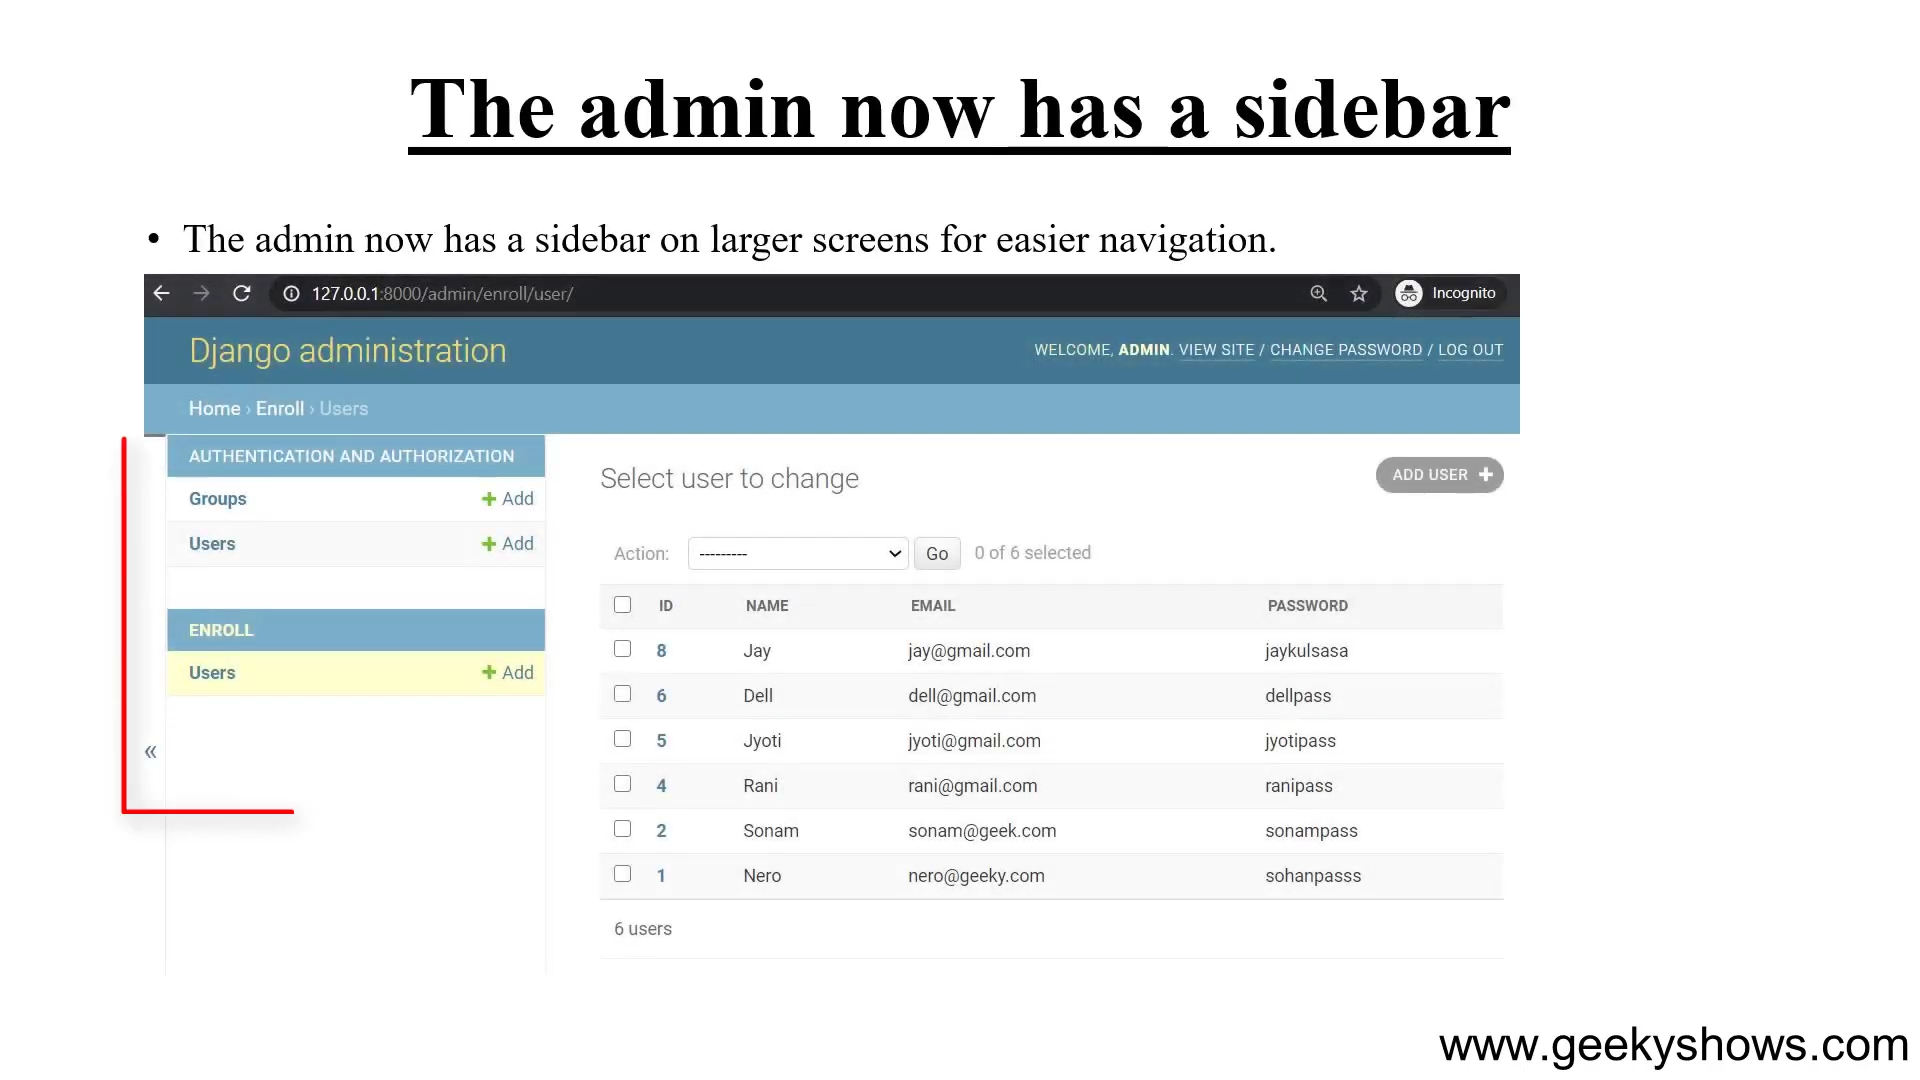 The admin now has a sidebar
• The admin now has a sidebar on larger screens for easier navigation.
127.0.0.1:8000/admin/enroll/user/ Incognito
Django administration WELCOME, ADMIN. VIEW SITE / CHANGE PASSWORD / LOG OUT
Home › Enroll › Users
AUTHENTICATION AND AUTHORIZATION
Groups + Add
Users + Add
ENROLL
Users + Add
«
Select user to change ADD USER +
Action: --------- Go 0 of 6 selected
ID NAME EMAIL PASSWORD
8 Jay jay@gmail.com jaykulsasa
6 Dell dell@gmail.com dellpass
5 Jyoti jyoti@gmail.com jyotipass
4 Rani rani@gmail.com ranipass
2 Sonam sonam@geek.com sonampass
1 Nero nero@geeky.com sohanpasss
6 users
www.geekyshows.com